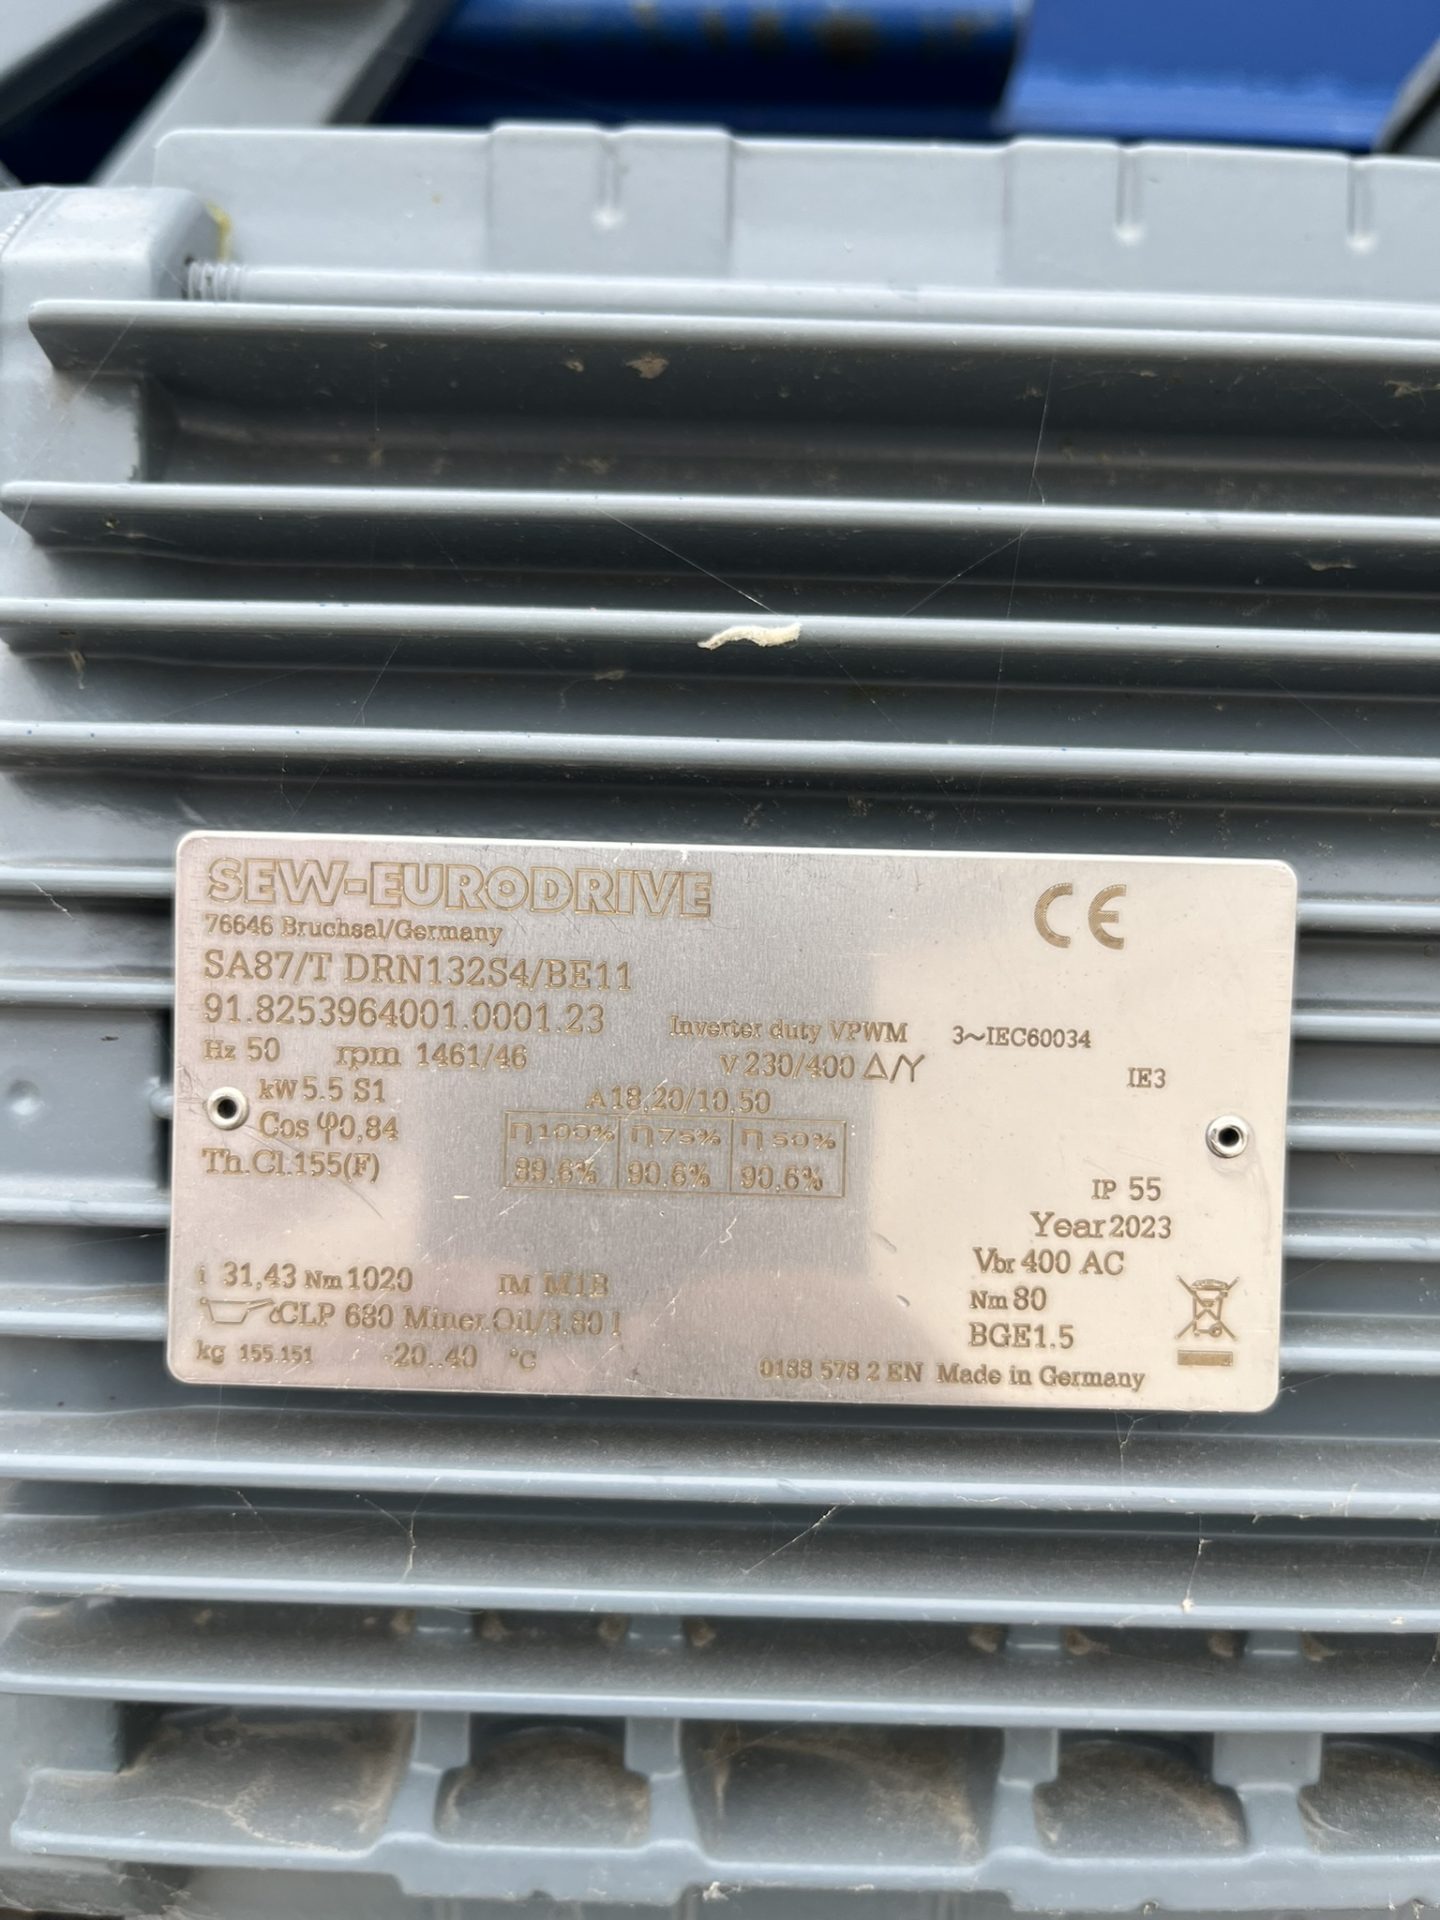 SEW-EURODRIVE
CE
76646 Bruchsal/Germany
SA87/T DRN132S4/BE11
91.8253964001.0001.23
Inverter duty VPWM 3~IEC60034
Hz 50 rpm 1461/46 V 230/400 Δ/Y
IE3
kW 5.5 S1 A 18,20/10,50
Cos φ0,84
η100% η75% η50%
Th.Cl.155(F) 89,6% 90,6% 90,6%
IP 55
Year 2023
Vbr 400 AC
i 31,43 Nm 1020 IM M1B
Nm 80
CLP 680 Miner.Oil/3,80 l
BGE1.5
kg 155.151 -20..40 °C
0188 578 2 EN Made in Germany